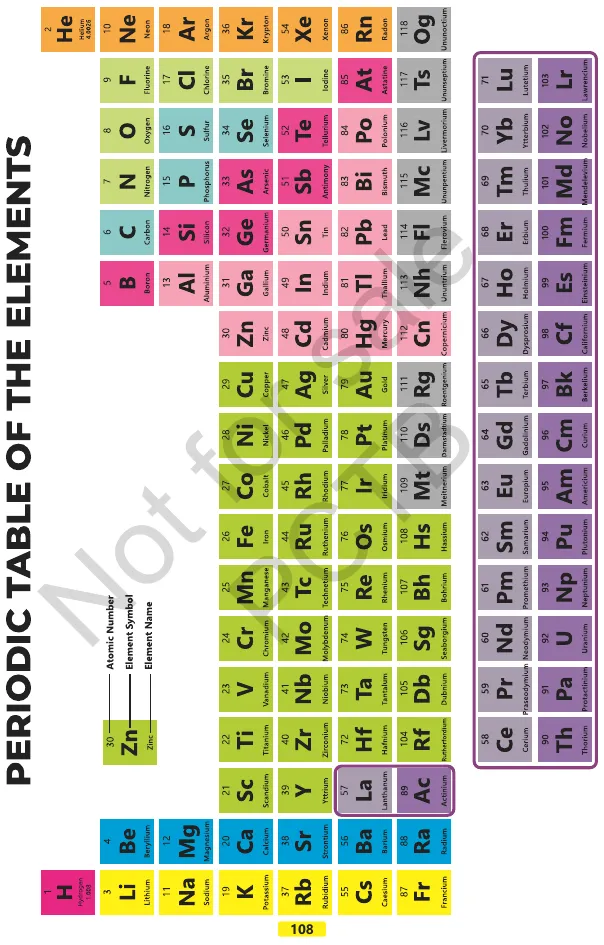 PERIODIC TABLE OF THE ELEMENTS
1 2
H He
Hydrogen Helium
1.008 4.0026
30 Atomic Number
Zn Element Symbol
Zinc Element Name
3 4 5 6 7 8 9 10
Li Be B C N O F Ne
Lithium Beryllium Boron Carbon Nitrogen Oxygen Fluorine Neon
11 12 13 14 15 16 17 18
Na Mg Al Si P S Cl Ar
Sodium Magnesium Aluminium Silicon Phosphorus Sulfur Chlorine Argon
19 20 21 22 23 24 25 26 27 28 29 30 31 32 33 34 35 36
K Ca Sc Ti V Cr Mn Fe Co Ni Cu Zn Ga Ge As Se Br Kr
Potassium Calcium Scandium Titanium Vanadium Chromium Manganese Iron Cobalt Nickel Copper Zinc Gallium Germanium Arsenic Selenium Bromine Krypton
37 38 39 40 41 42 43 44 45 46 47 48 49 50 51 52 53 54
Rb Sr Y Zr Nb Mo Tc Ru Rh Pd Ag Cd In Sn Sb Te I Xe
Rubidium Strontium Yttrium Zirconium Niobium Molybdenum Technetium Ruthenium Rhodium Palladium Silver Cadmium Indium Tin Antimony Tellurium Iodine Xenon
55 56 57 72 73 74 75 76 77 78 79 80 81 82 83 84 85 86
Cs Ba La Hf Ta W Re Os Ir Pt Au Hg Tl Pb Bi Po At Rn
Caesium Barium Lanthanum Hafnium Tantalum Tungsten Rhenium Osmium Iridium Platinum Gold Mercury Thallium Lead Bismuth Polonium Astatine Radon
87 88 89 104 105 106 107 108 109 110 111 112 113 114 115 116 117 118
Fr Ra Ac Rf Db Sg Bh Hs Mt Ds Rg Cn Nh Fl Mc Lv Ts Og
Francium Radium Actinium Rutherfordium Dubnium Seaborgium Bohrium Hassium Meitnerium Darmstadtium Roentgenium Copernicium Ununtrium Flerovium Ununpentium Livermorium Ununseptium Ununoctium
58 59 60 61 62 63 64 65 66 67 68 69 70 71
Ce Pr Nd Pm Sm Eu Gd Tb Dy Ho Er Tm Yb Lu
Cerium Praseodymium Neodymium Promethium Samarium Europium Gadolinium Terbium Dysprosium Holmium Erbium Thulium Ytterbium Lutetium
90 91 92 93 94 95 96 97 98 99 100 101 102 103
Th Pa U Np Pu Am Cm Bk Cf Es Fm Md No Lr
Thorium Protactinium Uranium Neptunium Plutonium Americium Curium Berkelium Californium Einsteinium Fermium Mendelevium Nobelium Lawrencium
Not for sale
PCTB
108